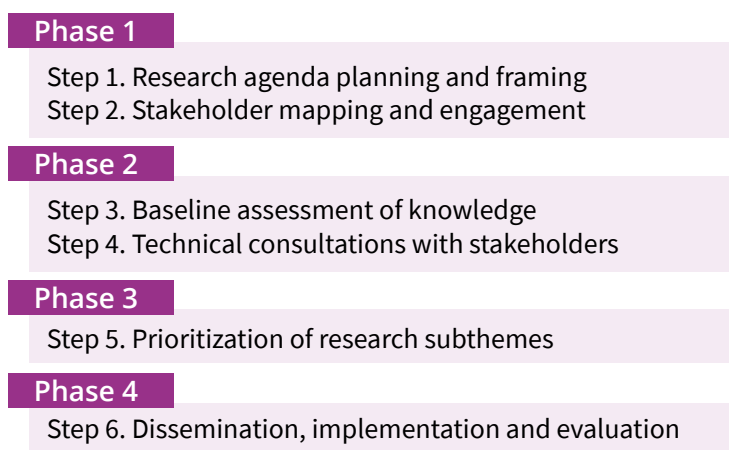 Phase 1
Step 1. Research agenda planning and framing
Step 2. Stakeholder mapping and engagement
Phase 2
Step 3. Baseline assessment of knowledge
Step 4. Technical consultations with stakeholders
Phase 3
Step 5. Prioritization of research subthemes
Phase 4
Step 6. Dissemination, implementation and evaluation